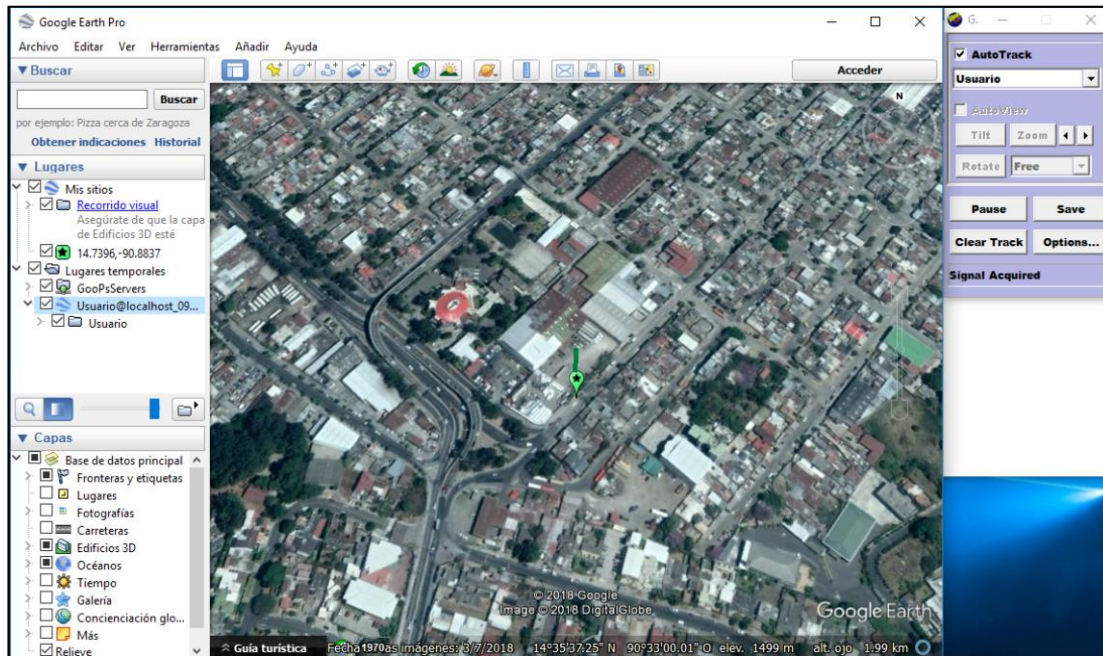 Google Earth Pro
Archivo Editar Ver Herramientas Añadir Ayuda
▼ Buscar
Buscar
por ejemplo: Pizza cerca de Zaragoza
Obtener indicaciones Historial
▼ Lugares
Mis sitios
Recorrido visual
Asegúrate de que la capa
de Edificios 3D esté
14.7396,-90.8837
Lugares temporales
GooPsServers
Usuario@localhost_09...
Usuario
▼ Capas
Base de datos principal
Fronteras y etiquetas
Lugares
Fotografías
Carreteras
Edificios 3D
Océanos
Tiempo
Galería
Concienciación glo...
Más
Relieve
Acceder
N
© 2018 Google
Image © 2018 DigitalGlobe
Google Earth
Guía turística
1970
imágenes: 3/7/2018 14°35'37.25" N 90°33'00.01" O elev. 1499 m alt. ojo 1.99 km
G.
AutoTrack
Usuario
AutoView
Tilt Zoom
Rotate Free
Pause Save
Clear Track Options...
Signal Acquired